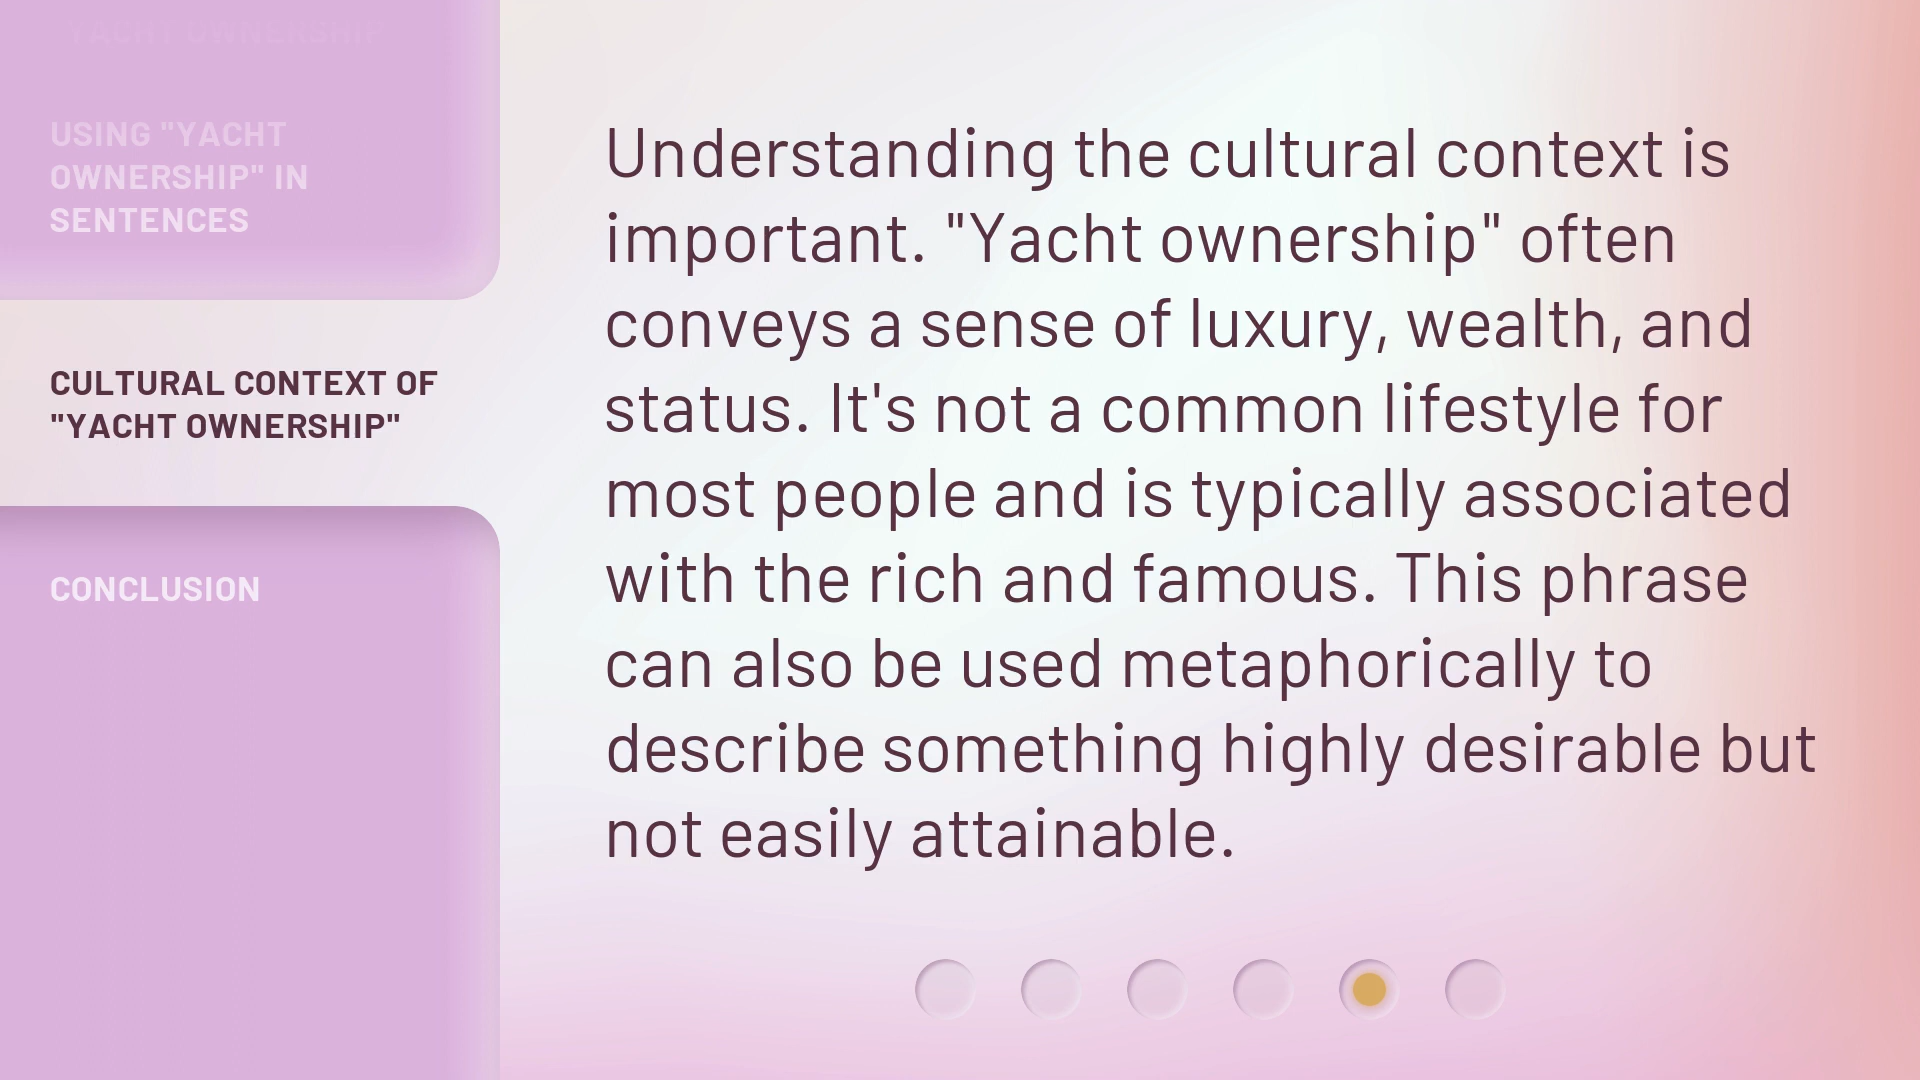 YACHT OWNERSHIP"
USING "YACHT
OWNERSHIP" IN
SENTENCES
CULTURAL CONTEXT OF
"YACHT OWNERSHIP"
CONCLUSION
Understanding the cultural context is
important. "Yacht ownership" often
conveys a sense of luxury, wealth, and
status. It's not a common lifestyle for
most people and is typically associated
with the rich and famous. This phrase
can also be used metaphorically to
describe something highly desirable but
not easily attainable.